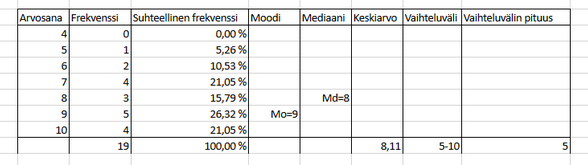 Arvosana Frekvenssi Suhteellinen frekvenssi Moodi Mediaani Keskiarvo Vaihteluväli Vaihteluvälin pituus
4 0 0,00 %
5 1 5,26 %
6 2 10,53 %
7 4 21,05 %
8 3 15,79 % Md=8
9 5 26,32 % Mo=9
10 4 21,05 %
19 100,00 % 8,11 5-10 5